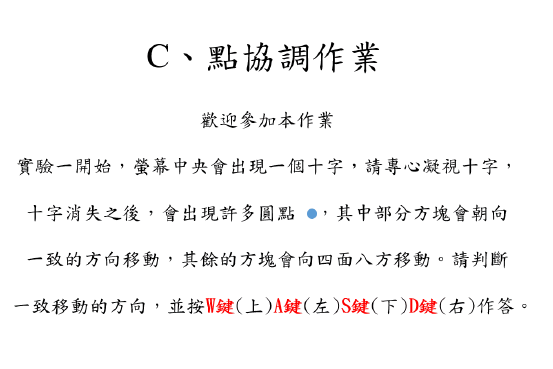 C、點協調作業
歡迎參加本作業
實驗一開始，螢幕中央會出現一個十字，請專心凝視十字，
十字消失之後，會出現許多圓點 ，其中部分方塊會朝向
一致的方向移動，其餘的方塊會向四面八方移動。請判斷
一致移動的方向，並按W鍵(上)A鍵(左)S鍵(下)D鍵(右)作答。